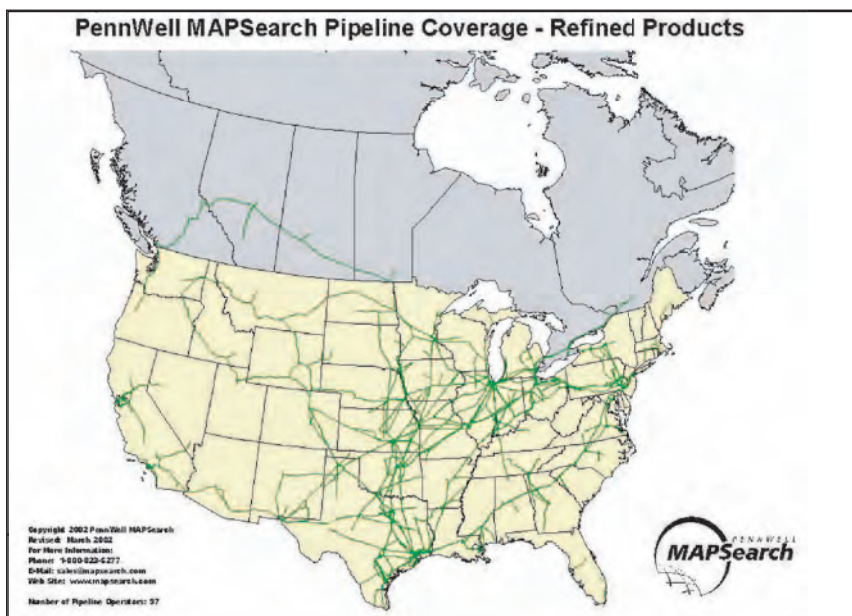 PennWell MAPSearch Pipeline Coverage - Refined Products
Copyright 2002 PennWell MAPSearch
Revised: March 2002
For More Information:
Phone: 1-800-823-6277
E-Mail: sales@mapsearch.com
Web Site: www.mapsearch.com
Number of Pipeline Operators: 97
PENNWELL
MAPSearch